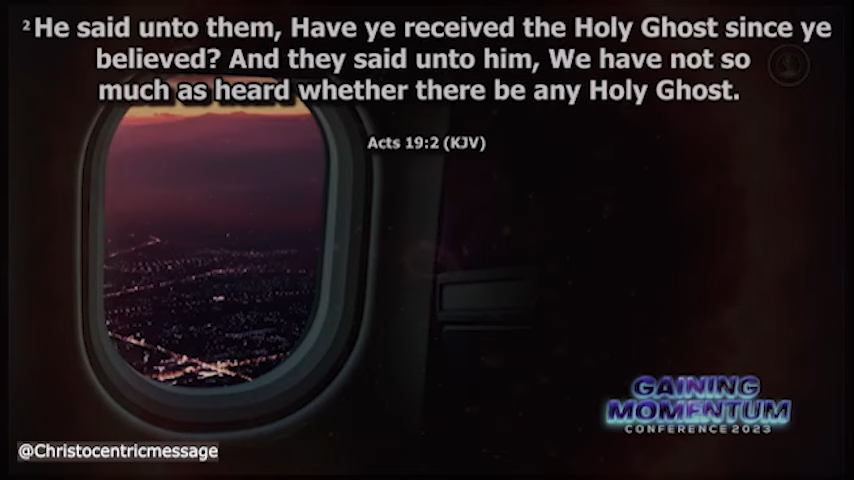 2 He said unto them, Have ye received the Holy Ghost since ye
believed? And they said unto him, We have not so
much as heard whether there be any Holy Ghost.
Acts 19:2 (KJV)
GAINING
MOMENTUM
CONFERENCE 2023
@Christocentricmessage